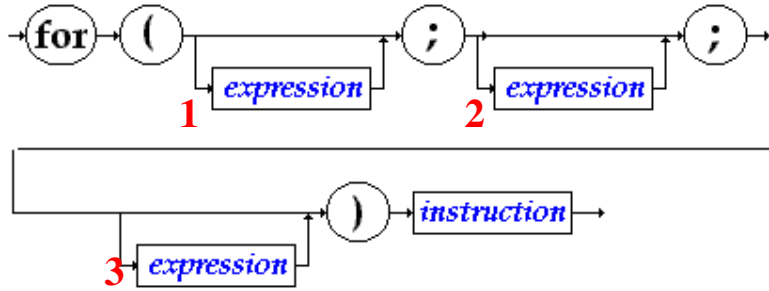 for ( ; ;
1 expression 2 expression
) instruction
3 expression